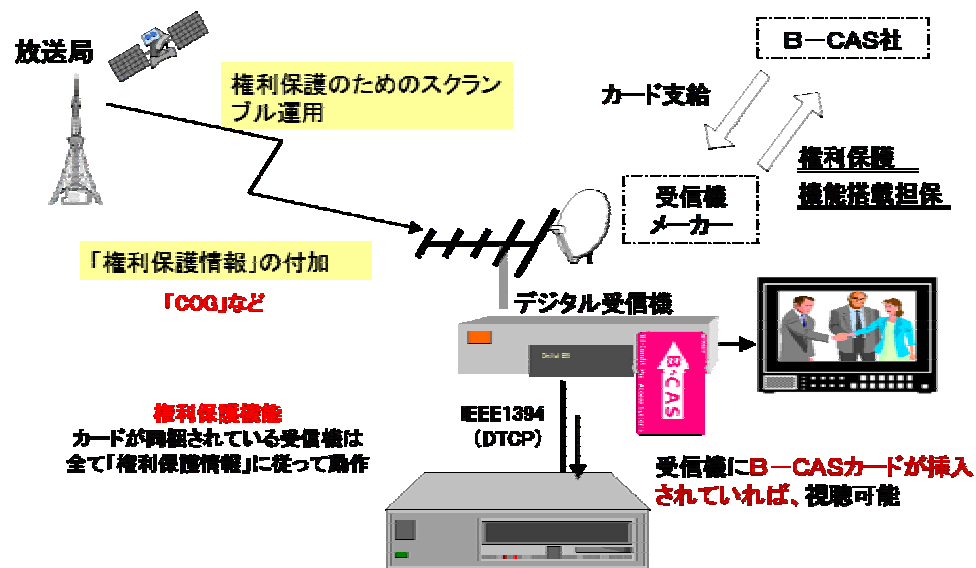 放送局
権利保護のためのスクラン
ブル運用
B－CAS社
カード支給
権利保護
機能搭載担保
受信機
メーカー
「権利保護情報」の付加
「COG」など
デジタル受信機
B-CAS
権利保護機能
カードが同梱されている受信機は
全て「権利保護情報」に従って動作
IEEE1394
（DTCP）
受信機にB－CASカードが挿入
されていれば、視聴可能